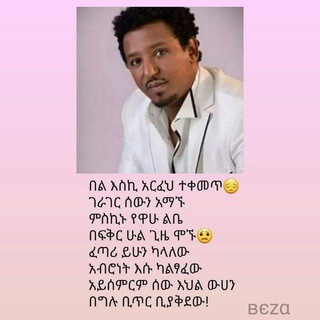 በል እስኪ አርፈህ ተቀመጥ😔
ገራገር ሰውን አማኙ
ምስኪኑ የዋሁ ልቤ
በፍቅር ሁል ጊዜ ሞኙ🙁
ፈጣሪ ይሁን ካላለው
አብሮነት እሱ ካልፃፈው
አይሰምርም ሰው እህል ውሀን
በግሉ ቢጥር ቢያቅደው!
BEZA